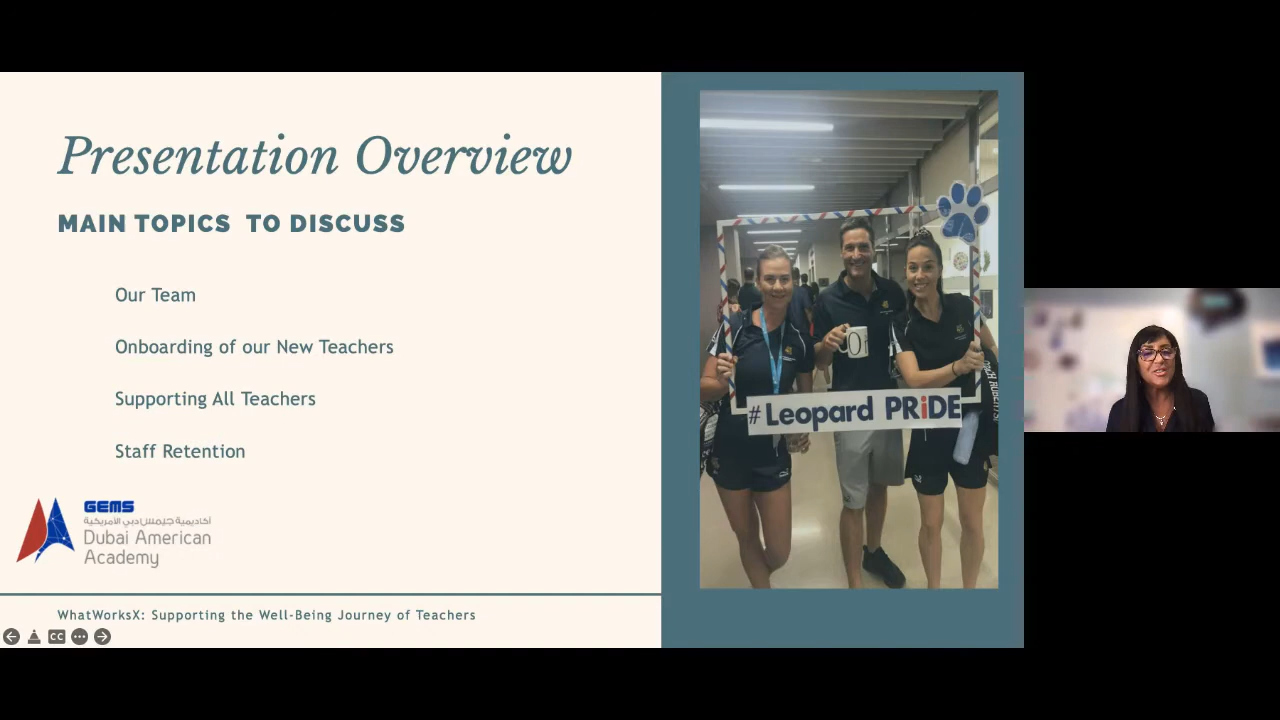 Presentation Overview
MAIN TOPICS TO DISCUSS
Our Team
Onboarding of our New Teachers
Supporting All Teachers
Staff Retention
GEMS
أكاديمية جيمس دبي الأمريكية
Dubai American
Academy
WhatWorksX: Supporting the Well-Being Journey of Teachers
CC
#Leopard PRiDE